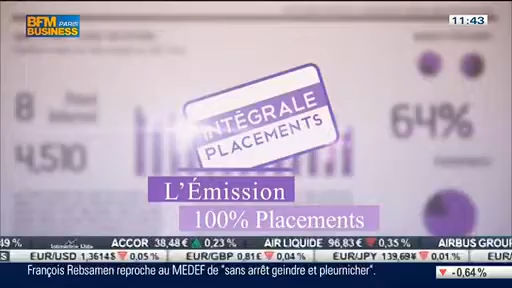 BFM PARIS
BUSINESS
11:43
8
64%
4,510
INTÉGRALE
PLACEMENTS
L'Émission
100% Placements
49% ACCOR 38,48€ 0,23% AIR LIQUIDE 96,83€ 0,35% AIRBUS GROUP
EUR/USD 1,3614$ 0,05% EUR/GBP 0,81£ 0,04% EUR/JPY 139,69¥ 0,01%
François Rebsamen reproche au MEDEF de "sans arrêt geindre et pleurnicher".
-0,64%